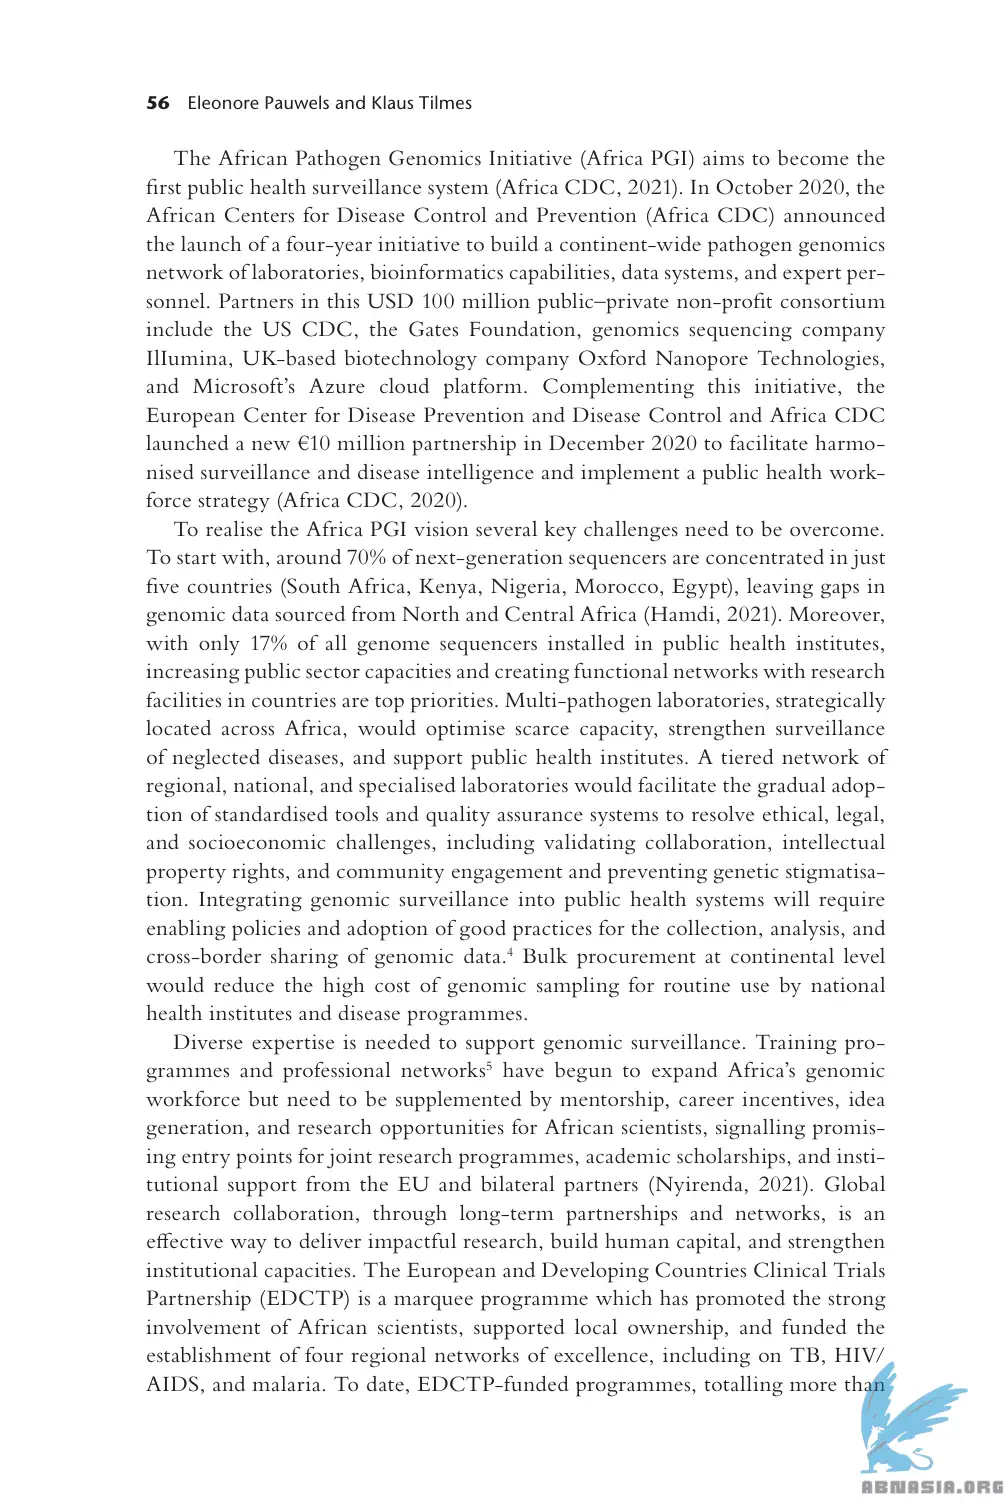 56 Eleonore Pauwels and Klaus Tilmes
The African Pathogen Genomics Initiative (Africa PGI) aims to become the
first public health surveillance system (Africa CDC, 2021). In October 2020, the
African Centers for Disease Control and Prevention (Africa CDC) announced
the launch of a four-year initiative to build a continent-wide pathogen genomics
network of laboratories, bioinformatics capabilities, data systems, and expert per-
sonnel. Partners in this USD 100 million public–private non-profit consortium
include the US CDC, the Gates Foundation, genomics sequencing company
IlIumina, UK-based biotechnology company Oxford Nanopore Technologies,
and Microsoft’s Azure cloud platform. Complementing this initiative, the
European Center for Disease Prevention and Disease Control and Africa CDC
launched a new €10 million partnership in December 2020 to facilitate harmo-
nised surveillance and disease intelligence and implement a public health work-
force strategy (Africa CDC, 2020).
To realise the Africa PGI vision several key challenges need to be overcome.
To start with, around 70% of next-generation sequencers are concentrated in just
five countries (South Africa, Kenya, Nigeria, Morocco, Egypt), leaving gaps in
genomic data sourced from North and Central Africa (Hamdi, 2021). Moreover,
with only 17% of all genome sequencers installed in public health institutes,
increasing public sector capacities and creating functional networks with research
facilities in countries are top priorities. Multi-pathogen laboratories, strategically
located across Africa, would optimise scarce capacity, strengthen surveillance
of neglected diseases, and support public health institutes. A tiered network of
regional, national, and specialised laboratories would facilitate the gradual adop-
tion of standardised tools and quality assurance systems to resolve ethical, legal,
and socioeconomic challenges, including validating collaboration, intellectual
property rights, and community engagement and preventing genetic stigmatisa-
tion. Integrating genomic surveillance into public health systems will require
enabling policies and adoption of good practices for the collection, analysis, and
cross-border sharing of genomic data.4 Bulk procurement at continental level
would reduce the high cost of genomic sampling for routine use by national
health institutes and disease programmes.
Diverse expertise is needed to support genomic surveillance. Training pro-
grammes and professional networks5 have begun to expand Africa’s genomic
workforce but need to be supplemented by mentorship, career incentives, idea
generation, and research opportunities for African scientists, signalling promis-
ing entry points for joint research programmes, academic scholarships, and insti-
tutional support from the EU and bilateral partners (Nyirenda, 2021). Global
research collaboration, through long-term partnerships and networks, is an
effective way to deliver impactful research, build human capital, and strengthen
institutional capacities. The European and Developing Countries Clinical Trials
Partnership (EDCTP) is a marquee programme which has promoted the strong
involvement of African scientists, supported local ownership, and funded the
establishment of four regional networks of excellence, including on TB, HIV/
AIDS, and malaria. To date, EDCTP-funded programmes, totalling more than
ABNASIA.ORG